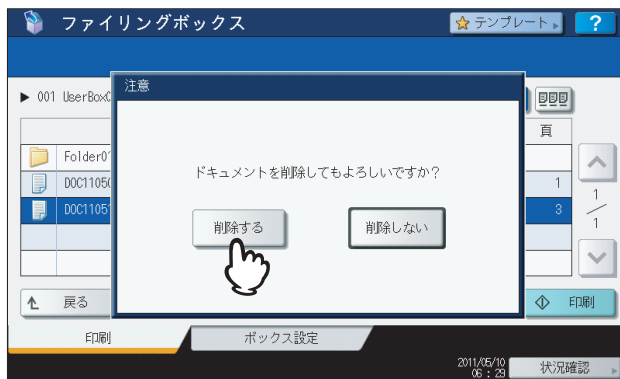 ファイリングボックス
テンプレート
?
注意
001 UserBox
頁
Folder0
ドキュメントを削除してもよろしいですか？
DOC1105
1
1
DOC1105
3
1
削除する
削除しない
戻る
印刷
印刷
ボックス設定
2011/05/10
06 : 29
状況確認